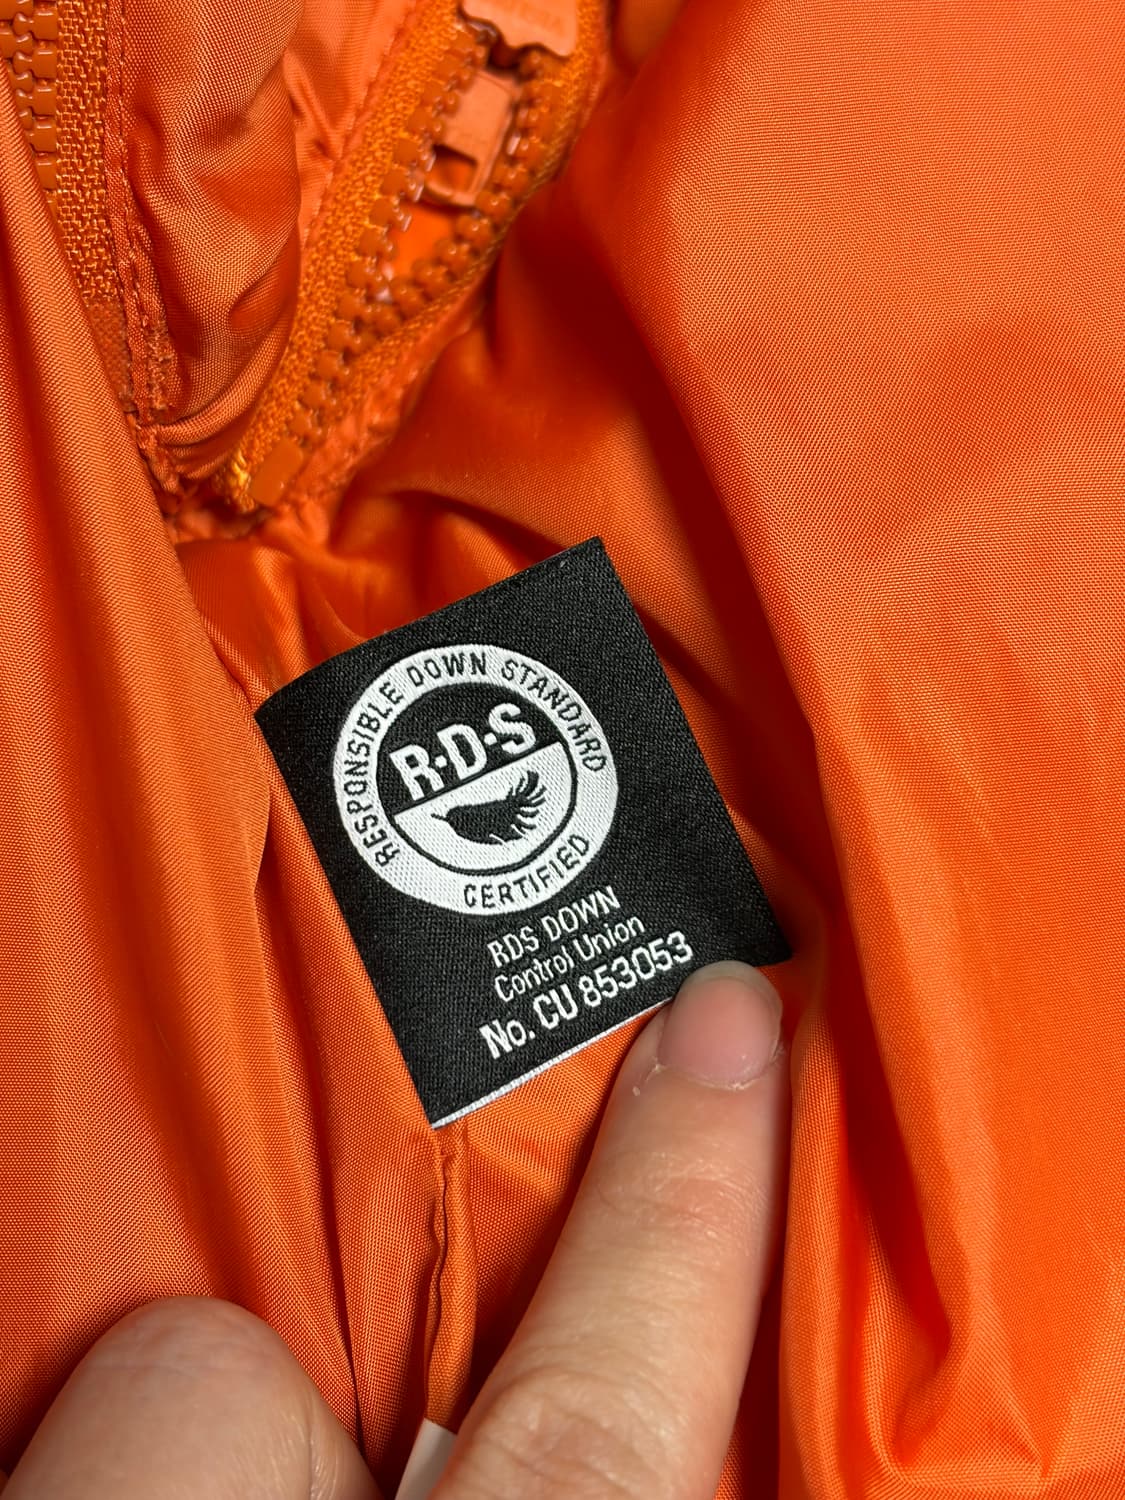 RESPONSIBLE DOWN STANDARD
R·D·S
CERTIFIED
RDS DOWN
Control Union
No. CU 853053